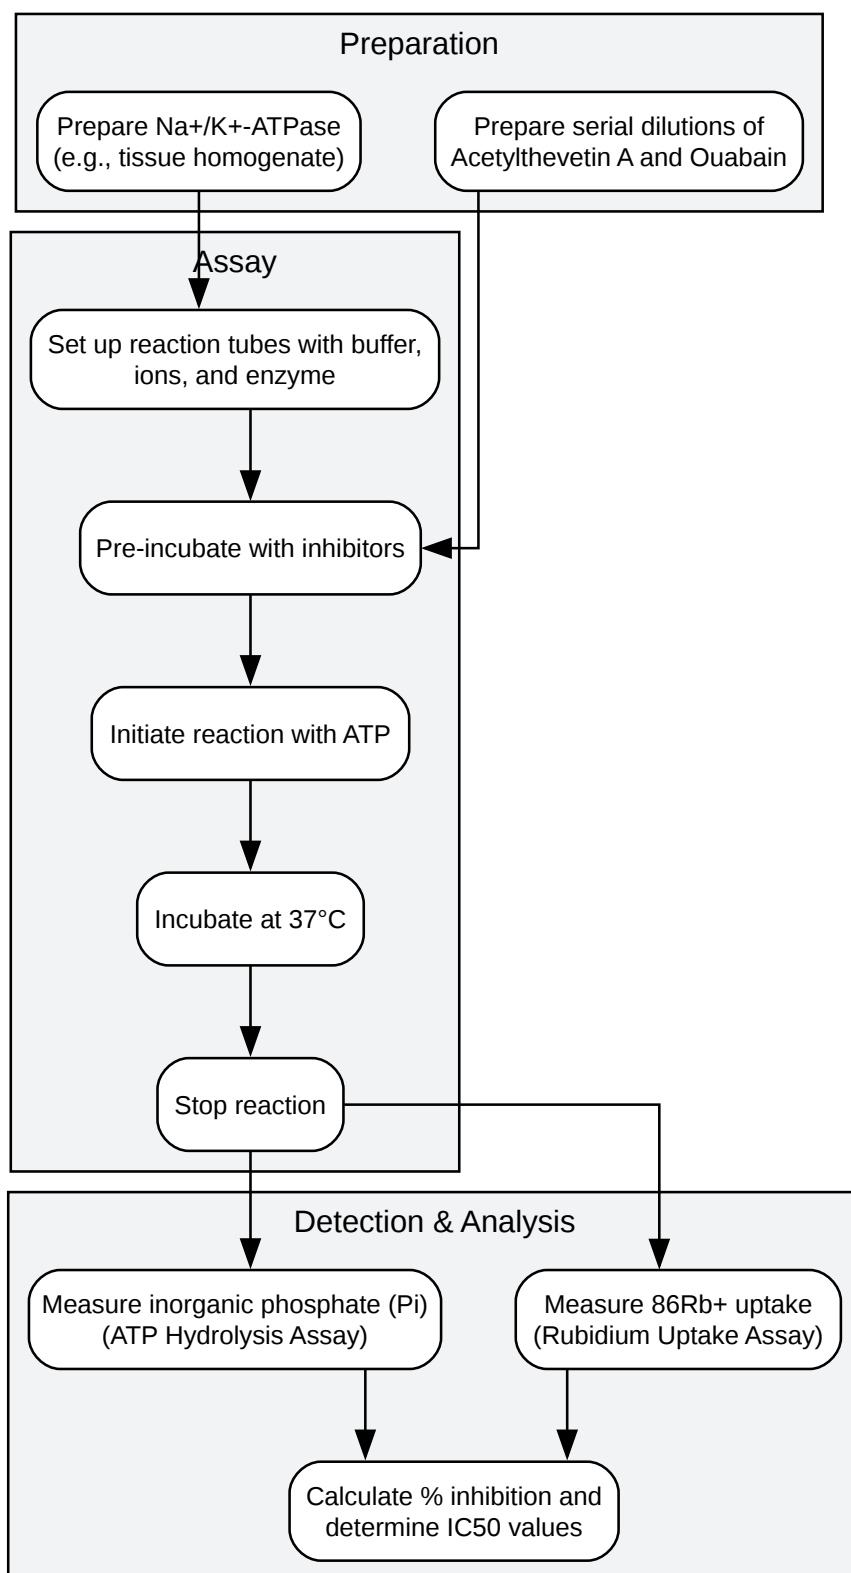 Preparation
Prepare Na+/K+-ATPase
(e.g., tissue homogenate)
Prepare serial dilutions of
Acetylthevetin A and Ouabain
Assay
Set up reaction tubes with buffer,
ions, and enzyme
Pre-incubate with inhibitors
Initiate reaction with ATP
Incubate at 37°C
Stop reaction
Detection & Analysis
Measure inorganic phosphate (Pi)
(ATP Hydrolysis Assay)
Measure 86Rb+ uptake
(Rubidium Uptake Assay)
Calculate % inhibition and
determine IC50 values